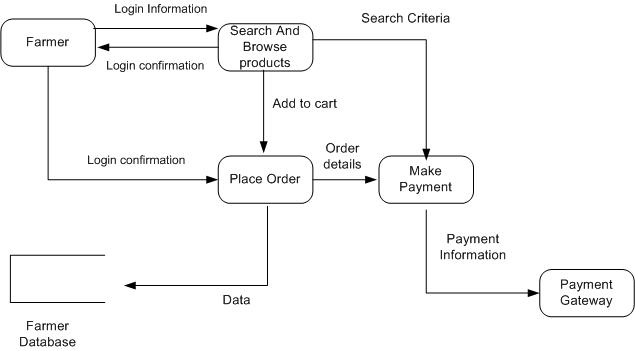 Login Information
Search Criteria
Farmer
Search And
Browse
products
Login confirmation
Add to cart
Order
details
Login confirmation
Place Order
Make
Payment
Payment
Information
Data
Payment
Gateway
Farmer
Database